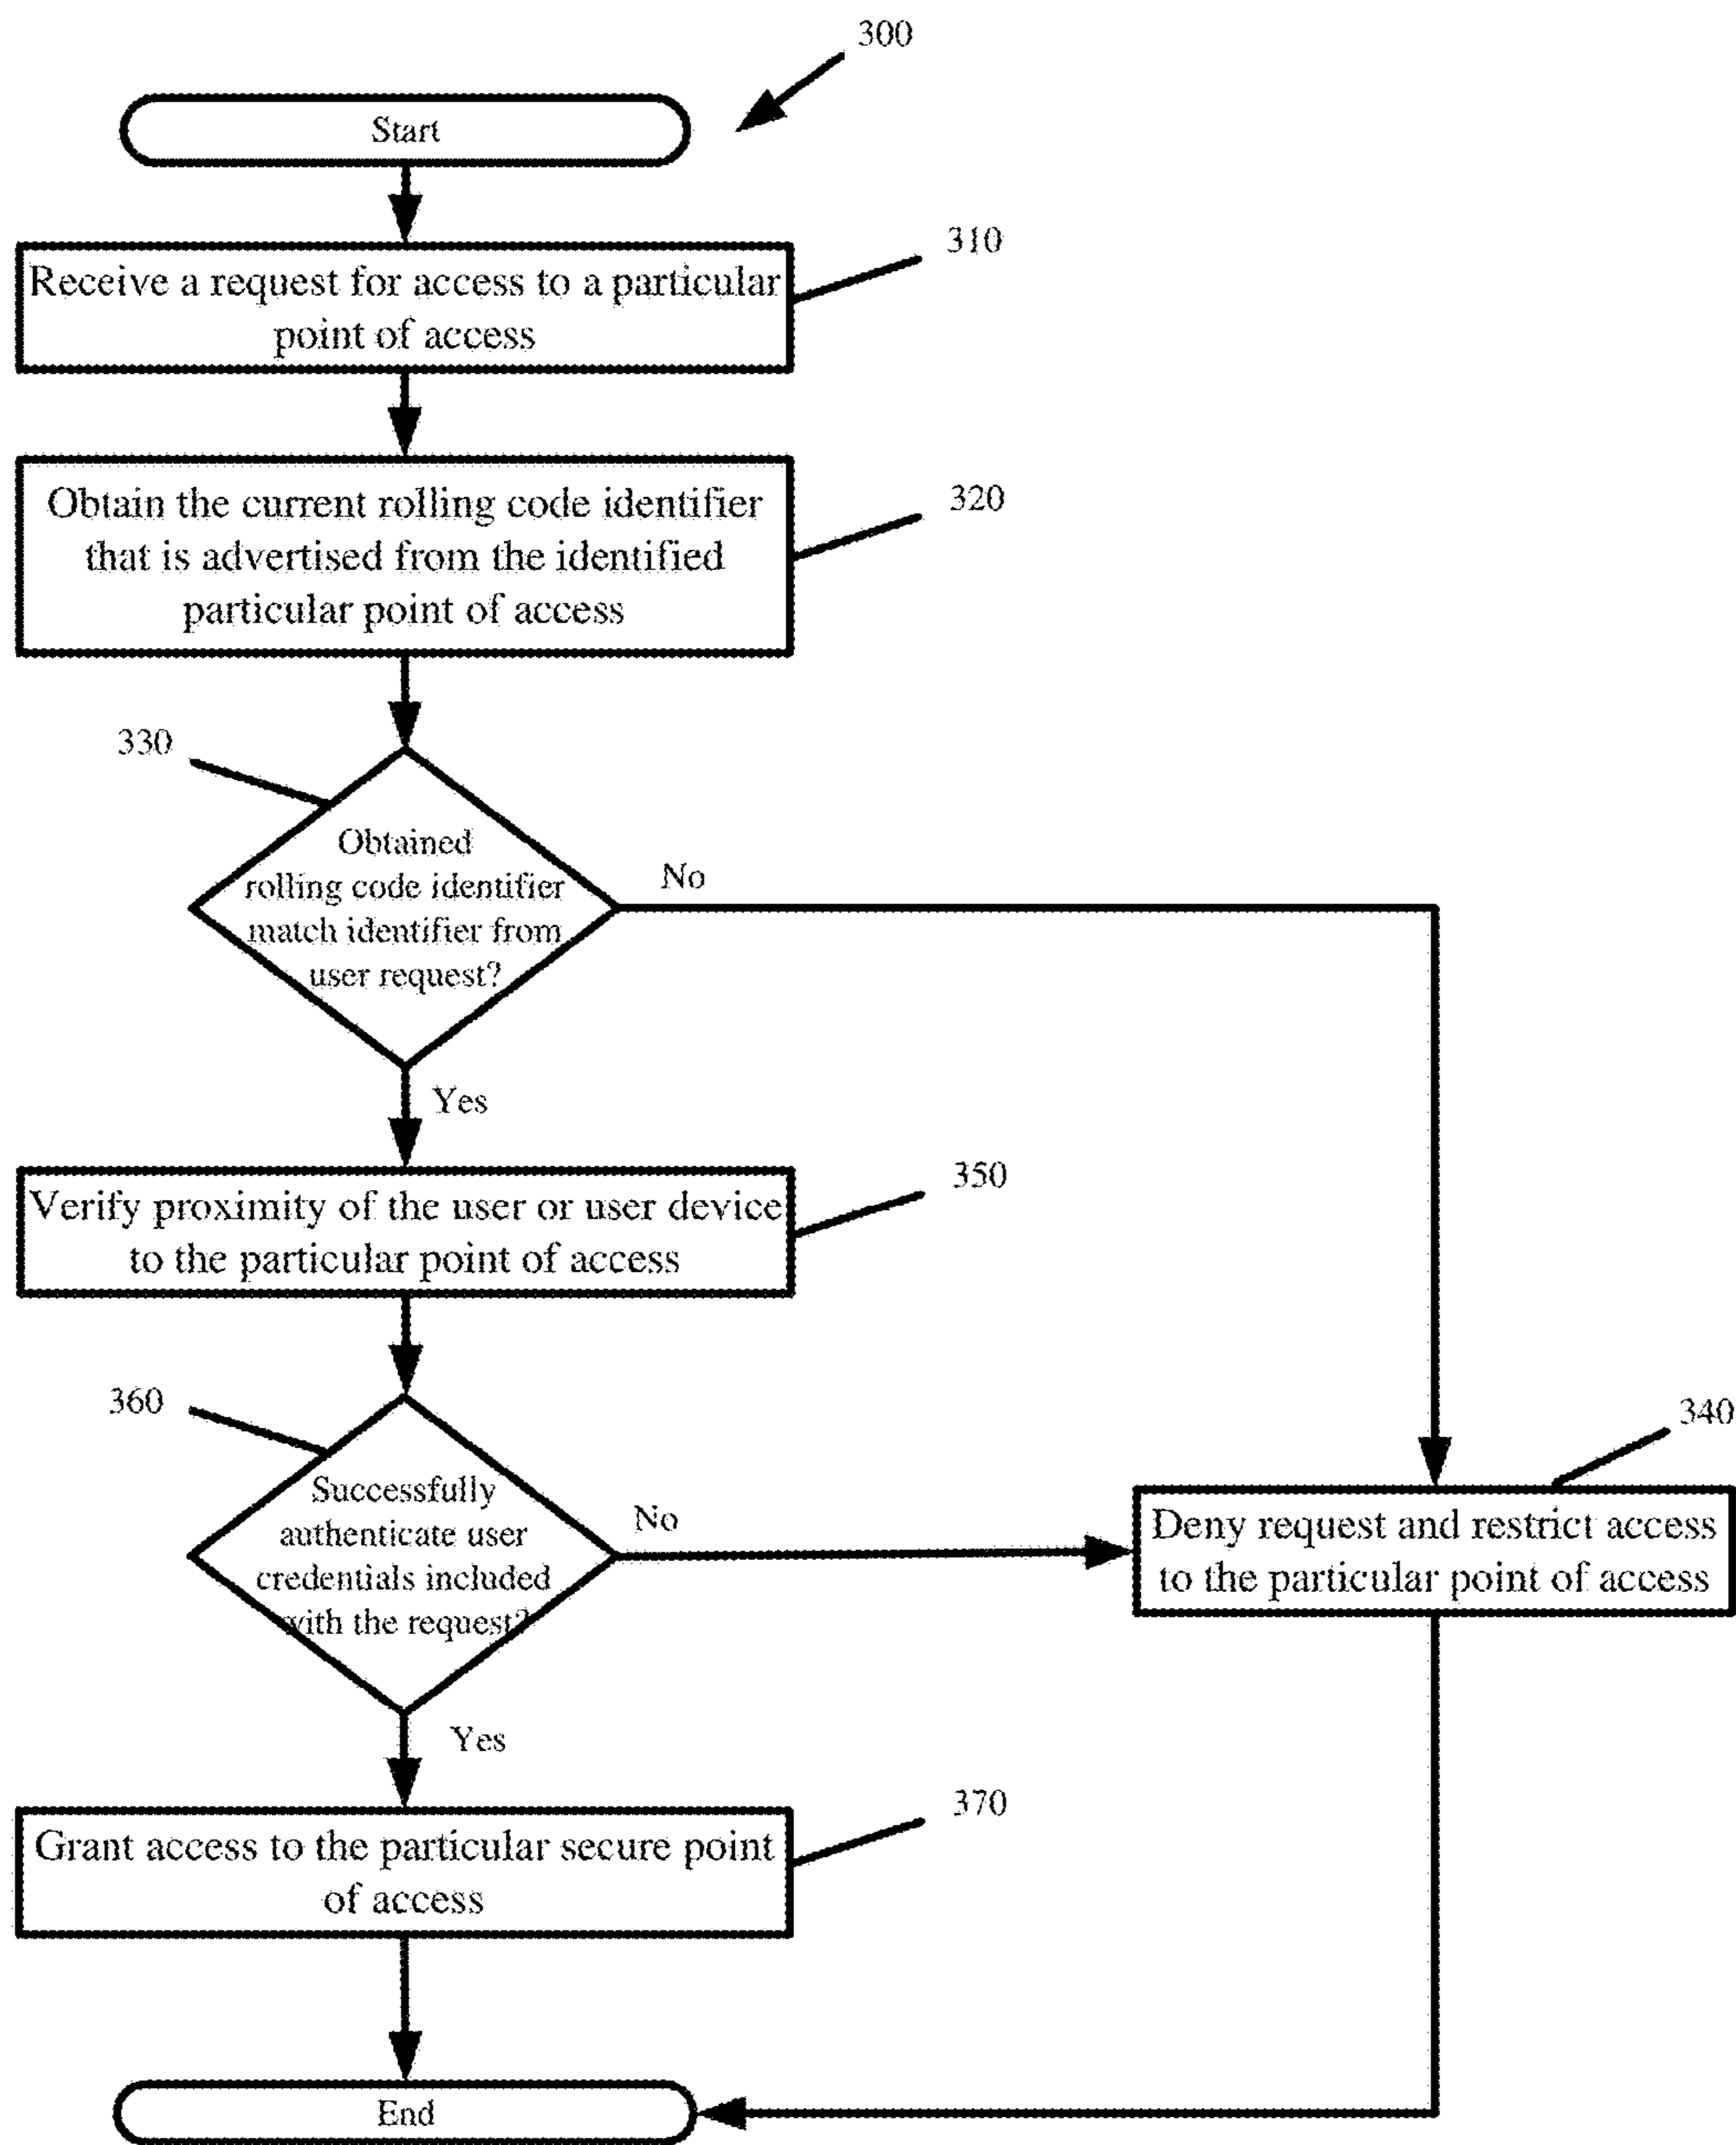 300
Start
310
Receive a request for access to a particular
point of access
320
Obtain the current rolling code identifier
that is advertised from the identified
particular point of access
330
Obtained
rolling code identifier
match identifier from
user request?
No
Yes
350
Verify proximity of the user or user device
to the particular point of access
360
Successfully
authenticate user
credentials included
with the request?
No
340
Deny request and restrict access
to the particular point of access
Yes
370
Grant access to the particular secure point
of access
End